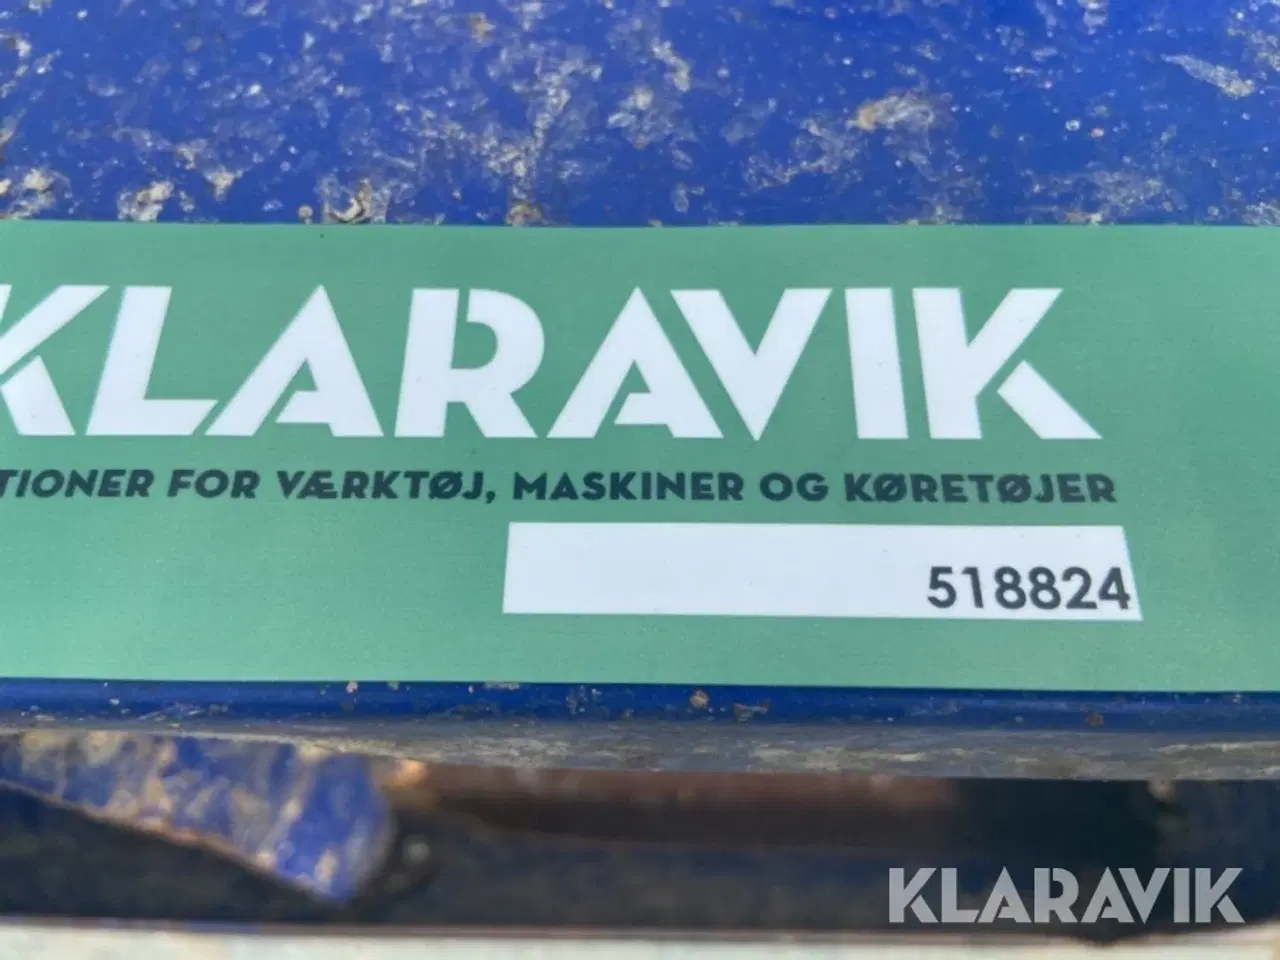 KLARAVIK
TIONER FOR VÆRKTØJ, MASKINER OG KØRETØJER
518824
KLARAVIK